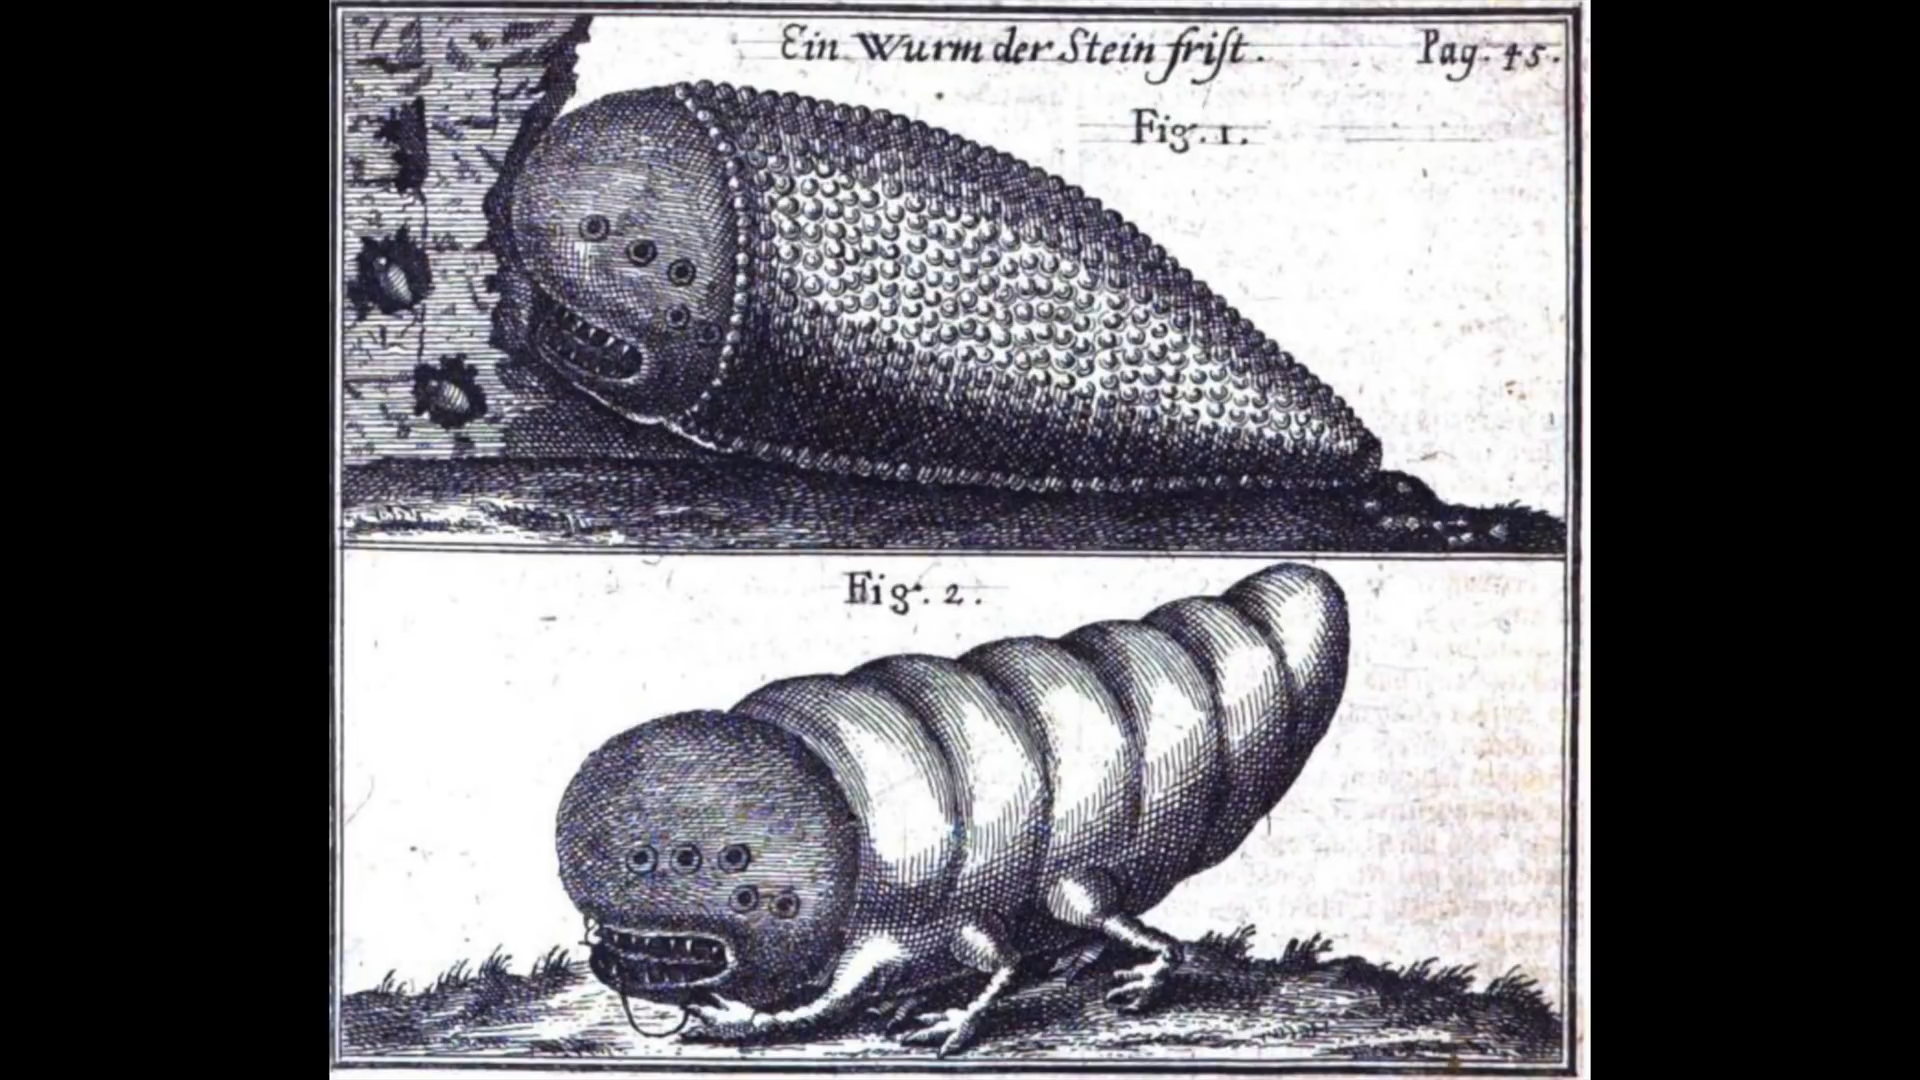 Ein Wurm der Stein frist. Pag. 45.
Fig. 1.
Fig. 2.